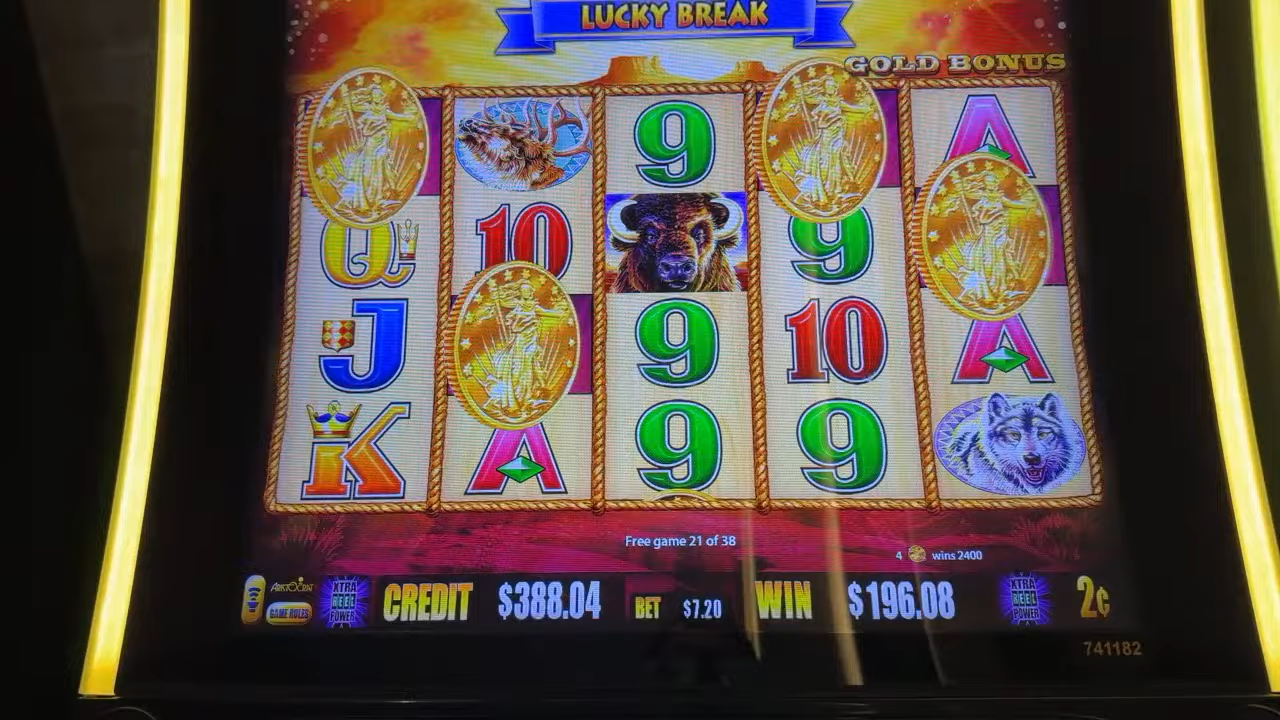 LUCKY BREAK
GOLD BONUS
9
A
Q
10
9
J
9
10
A
K
A
9
9
Free game 21 of 38
4 wins 2400
ARISTOCRAT
GAME RULES
XTRA
REEL
POWER
CREDIT $388.04
BET $7.20
WIN $196.08
XTRA
REEL
POWER
2¢
741182